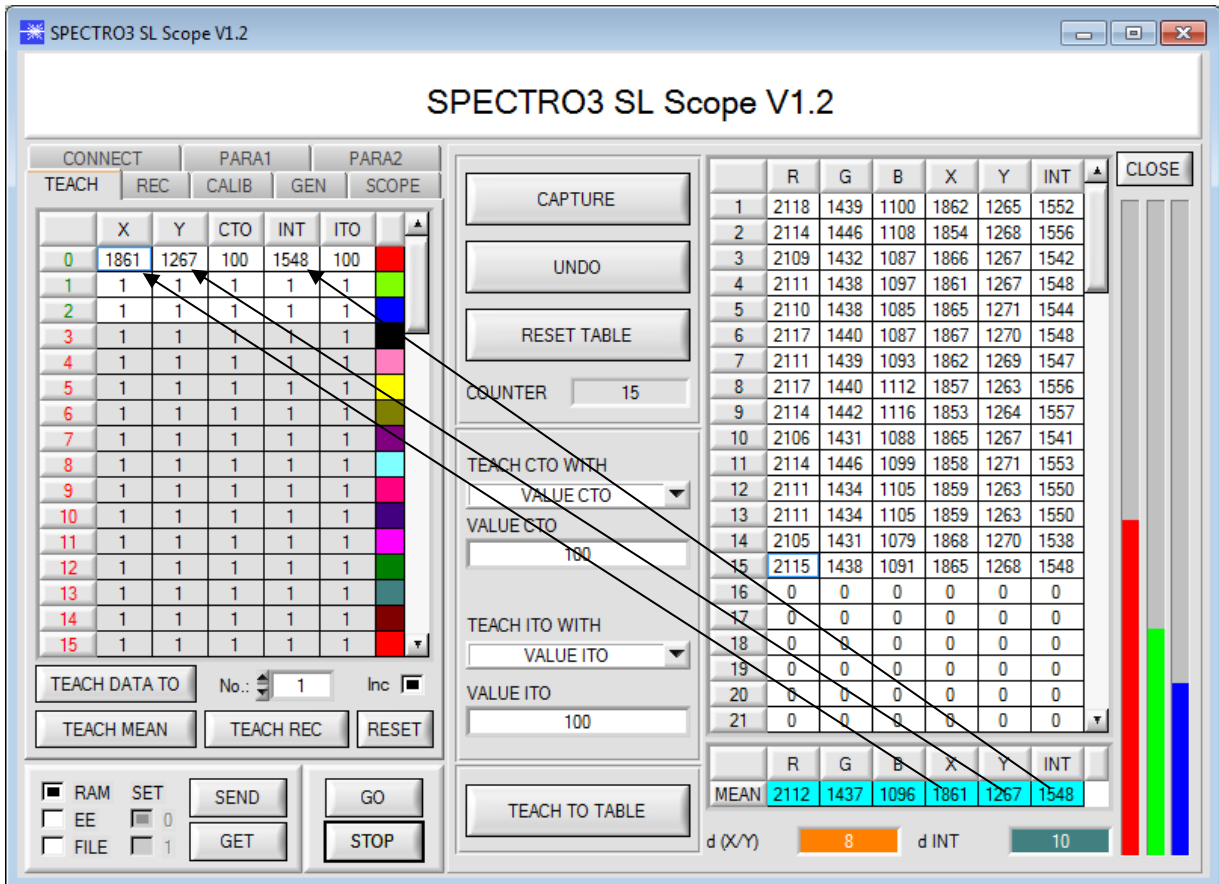 SPECTRO3 SL Scope V1.2
SPECTRO3 SL Scope V1.2
CONNECT PARA1 PARA2
TEACH REC CALIB GEN SCOPE
X Y CTO INT ITO
0 1861 1267 100 1548 100
1 1 1 1 1 1
2 1 1 1 1 1
3 1 1 1 1 1
4 1 1 1 1 1
5 1 1 1 1 1
6 1 1 1 1 1
7 1 1 1 1 1
8 1 1 1 1 1
9 1 1 1 1 1
10 1 1 1 1 1
11 1 1 1 1 1
12 1 1 1 1 1
13 1 1 1 1 1
14 1 1 1 1 1
15 1 1 1 1 1
TEACH DATA TO No.: 1 Inc
TEACH MEAN TEACH REC RESET
RAM SET SEND GO
EE 0
FILE 1 GET STOP
CAPTURE
UNDO
RESET TABLE
COUNTER 15
TEACH CTO WITH
VALUE CTO
VALUE CTO
100
TEACH ITO WITH
VALUE ITO
VALUE ITO
100
TEACH TO TABLE
R G B X Y INT
1 2118 1439 1100 1862 1265 1552
2 2114 1446 1108 1854 1268 1556
3 2109 1432 1087 1866 1267 1542
4 2111 1438 1097 1861 1267 1548
5 2110 1438 1085 1865 1271 1544
6 2117 1440 1087 1867 1270 1548
7 2111 1439 1093 1862 1269 1547
8 2117 1440 1112 1857 1263 1556
9 2114 1442 1116 1853 1264 1557
10 2106 1431 1088 1865 1267 1541
11 2114 1446 1099 1858 1271 1553
12 2111 1434 1105 1859 1263 1550
13 2111 1434 1105 1859 1263 1550
14 2105 1431 1079 1868 1270 1538
15 2115 1438 1091 1865 1268 1548
16 0 0 0 0 0 0
17 0 0 0 0 0 0
18 0 0 0 0 0 0
19 0 0 0 0 0 0
20 0 0 0 0 0 0
21 0 0 0 0 0 0
R G B X Y INT
MEAN 2112 1437 1096 1861 1267 1548
d (X/Y) 8 d INT 10
CLOSE